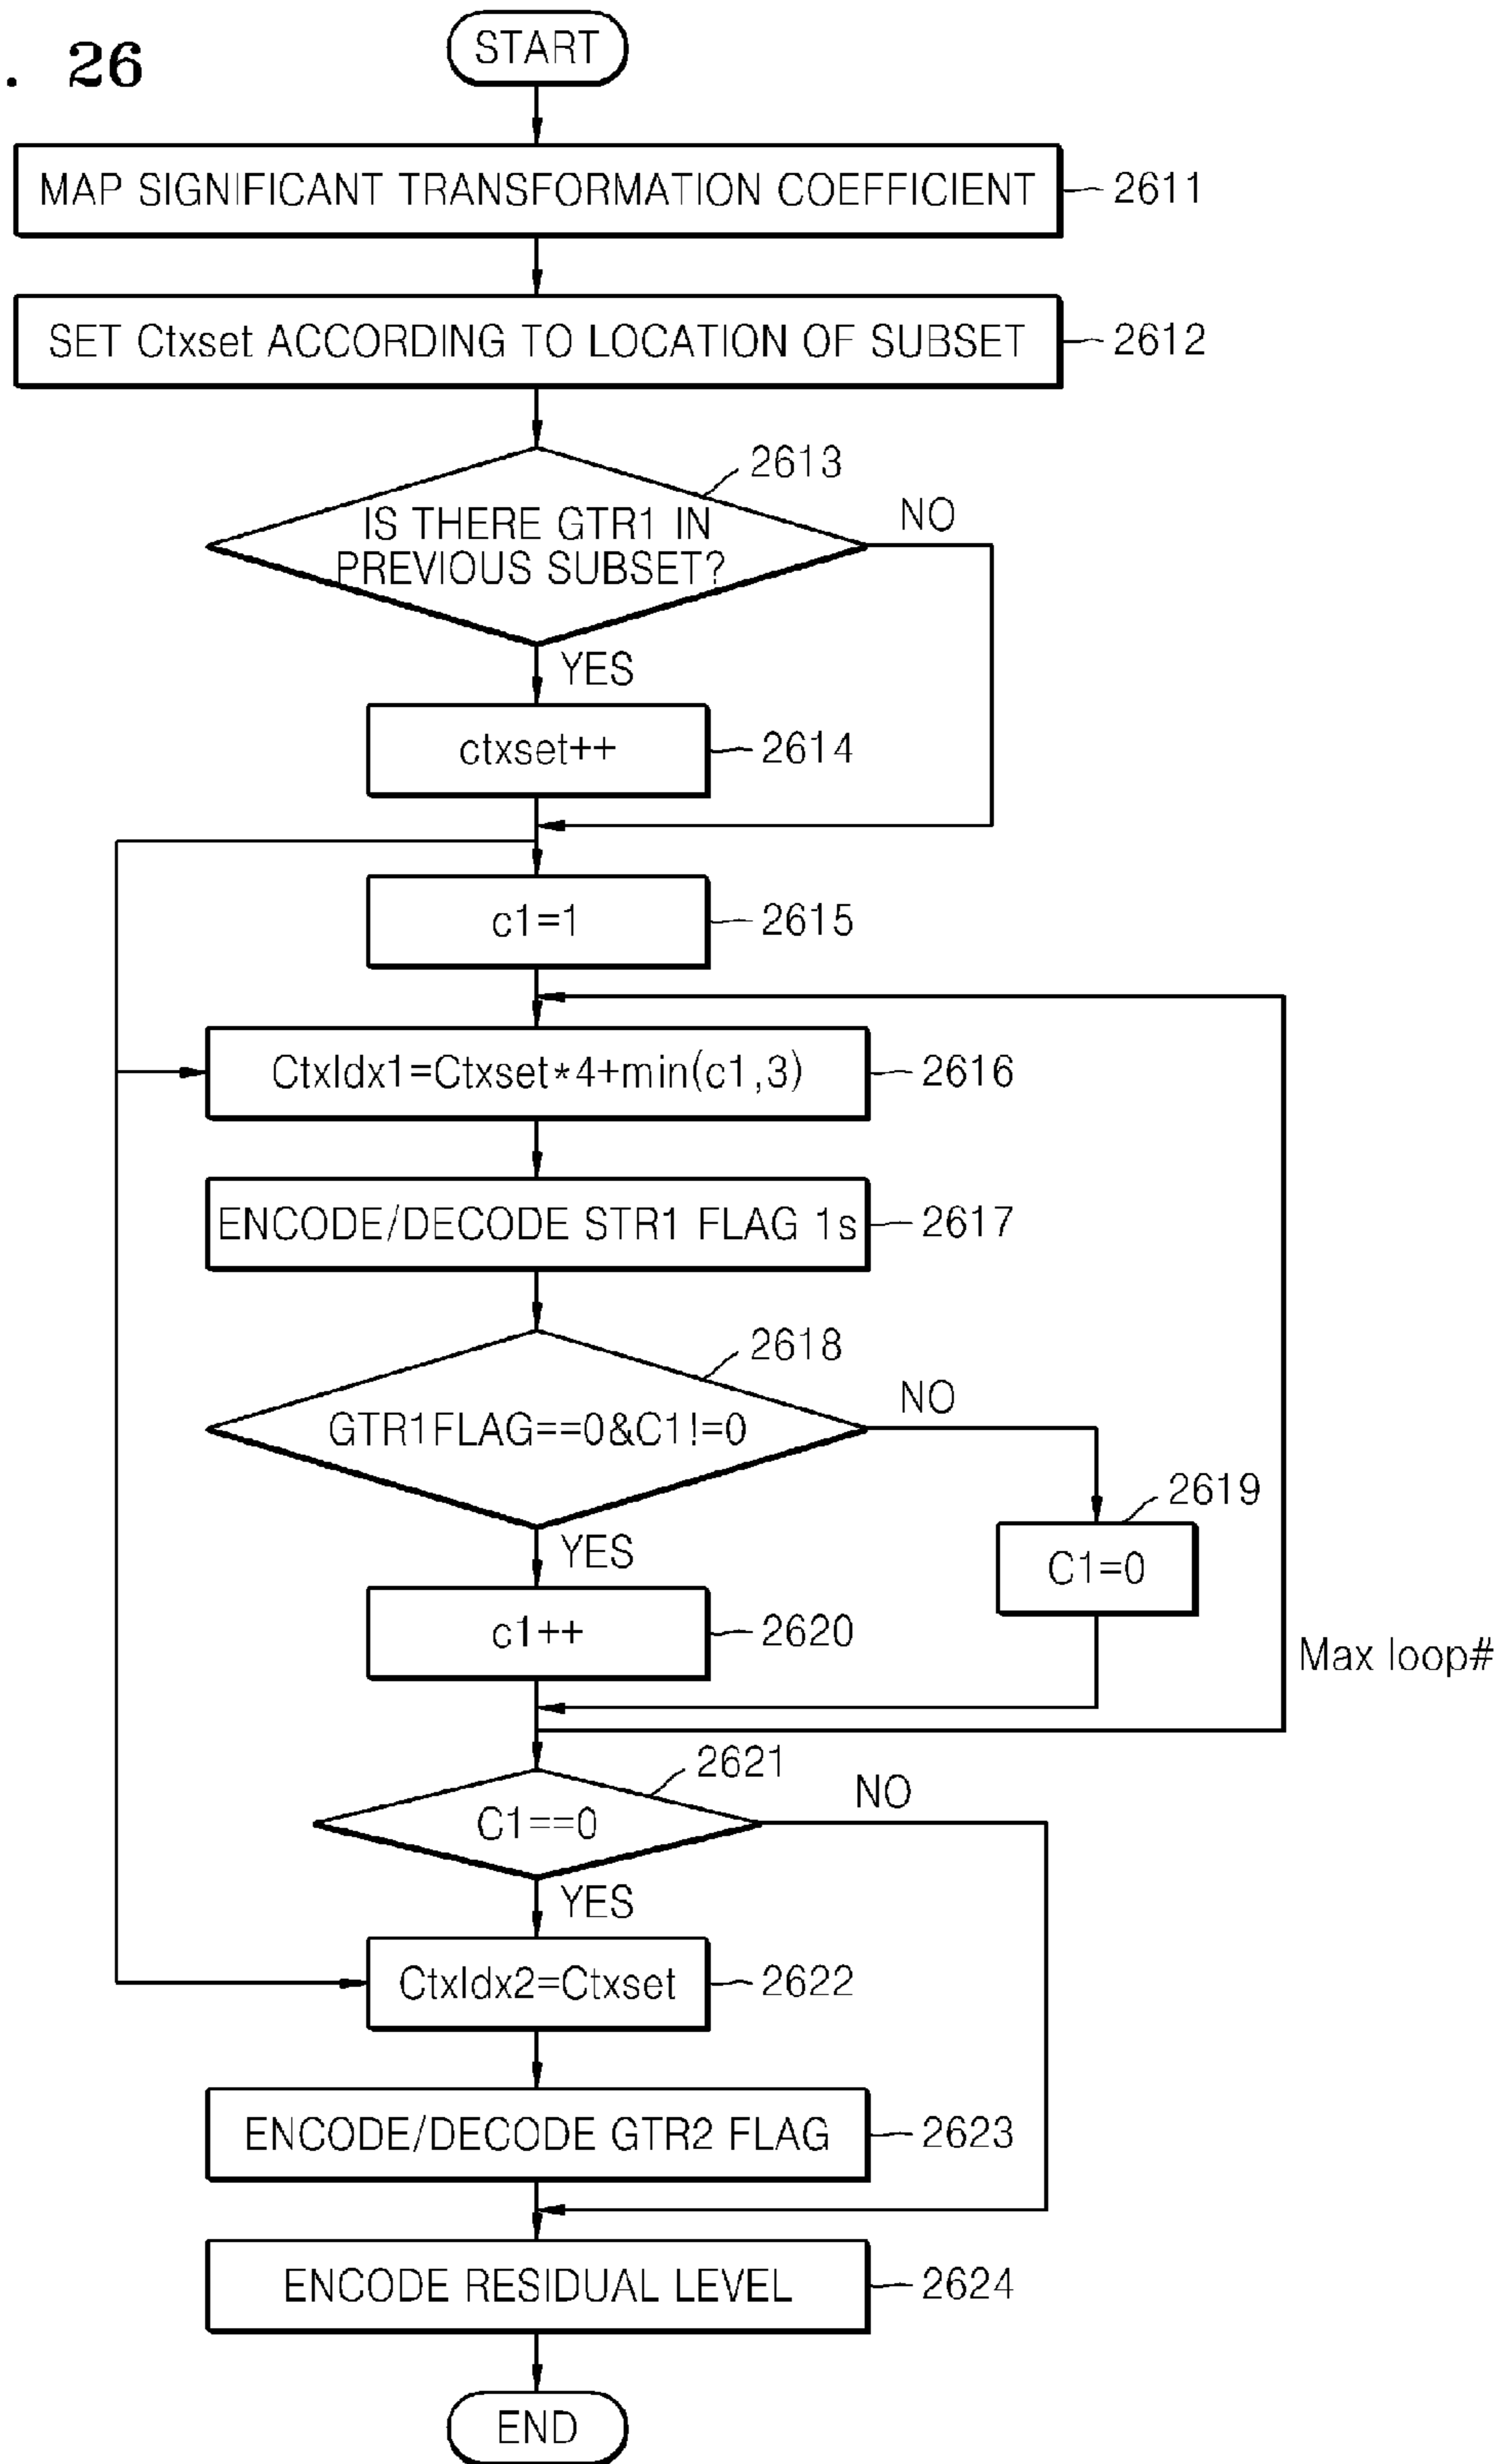 . 26
START
MAP SIGNIFICANT TRANSFORMATION COEFFICIENT
2611
SET Ctxset ACCORDING TO LOCATION OF SUBSET
2612
2613
IS THERE GTR1 IN
PREVIOUS SUBSET?
NO
YES
ctxset++
2614
c1=1
2615
CtxIdx1=Ctxset*4+min(c1,3)
2616
ENCODE/DECODE STR1 FLAG 1s
2617
2618
GTR1FLAG==0&C1!=0
NO
2619
C1=0
YES
c1++
2620
Max loop#
2621
C1==0
NO
YES
CtxIdx2=Ctxset
2622
ENCODE/DECODE GTR2 FLAG
2623
ENCODE RESIDUAL LEVEL
2624
END